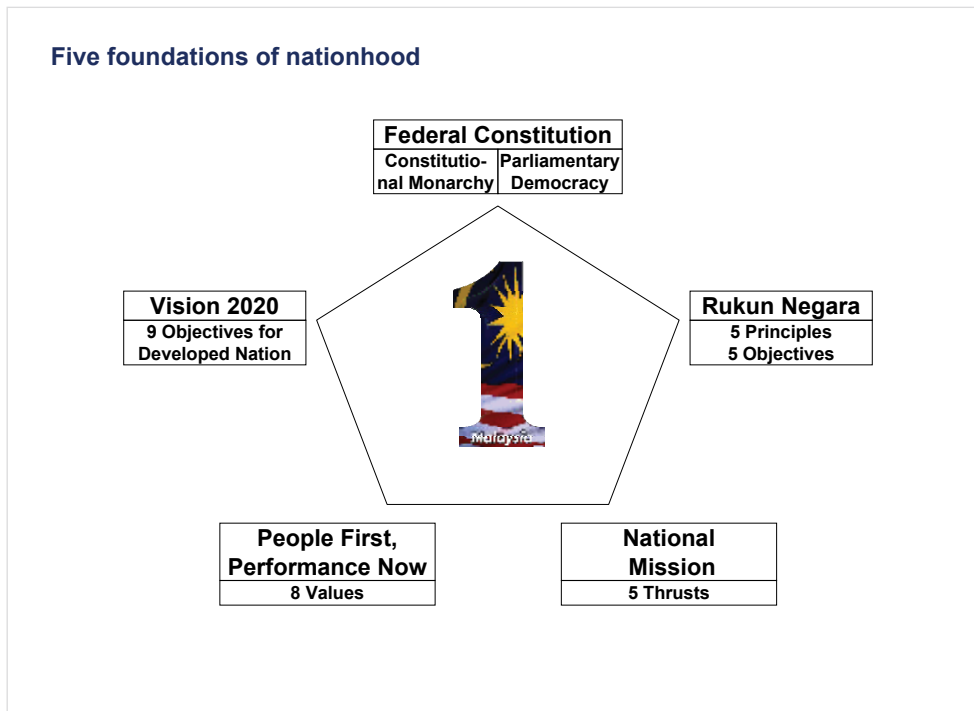 Five foundations of nationhood
Federal Constitution
Constitutio-
nal Monarchy
Parliamentary
Democracy
Vision 2020
9 Objectives for
Developed Nation
Rukun Negara
5 Principles
5 Objectives
Malaysia
People First,
Performance Now
8 Values
National
Mission
5 Thrusts